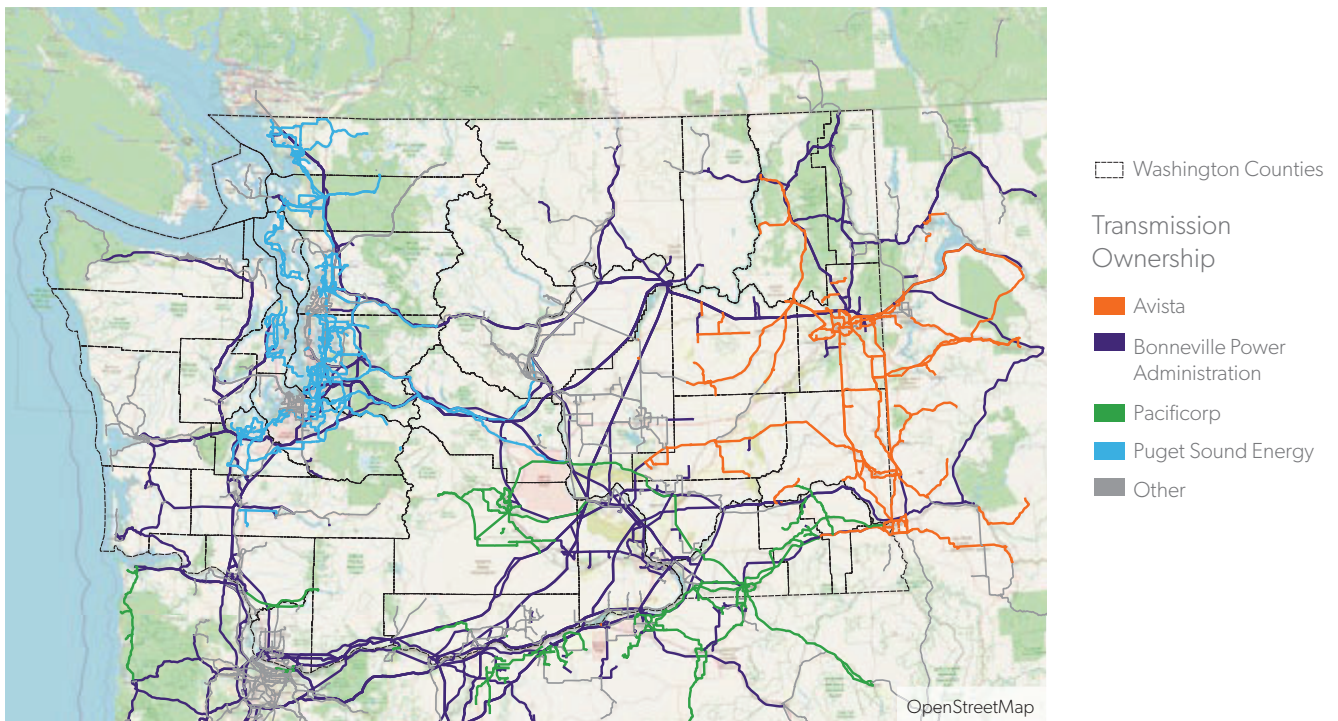 Washington Counties
Transmission
Ownership
Avista
Bonneville Power
Administration
Pacificorp
Puget Sound Energy
Other
OpenStreetMap